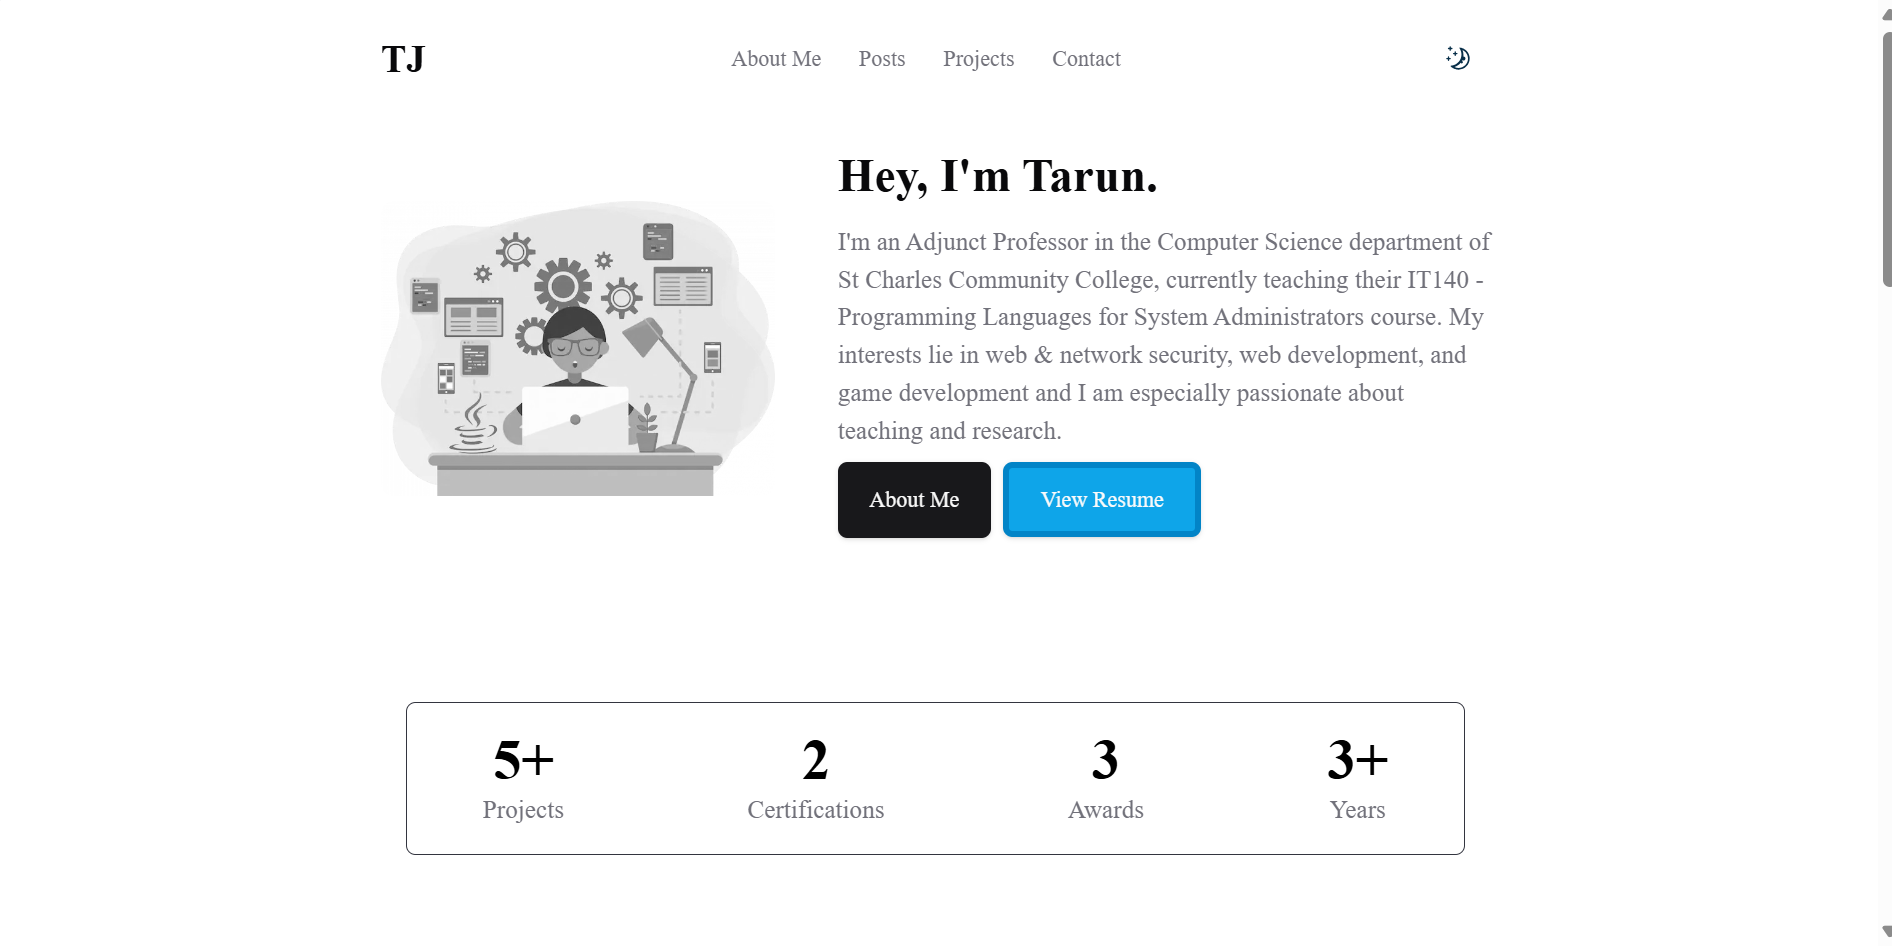 TJ
About Me Posts Projects Contact
Hey, I'm Tarun.
I'm an Adjunct Professor in the Computer Science department of
St Charles Community College, currently teaching their IT140 -
Programming Languages for System Administrators course. My
interests lie in web & network security, web development, and
game development and I am especially passionate about
teaching and research.
About Me View Resume
5+ 2 3 3+
Projects Certifications Awards Years